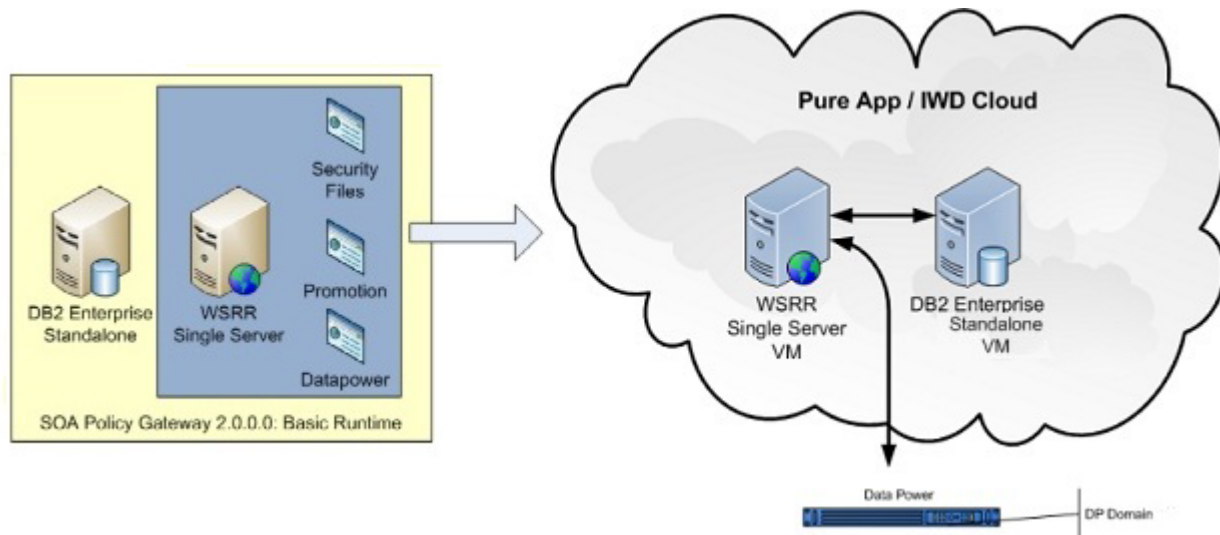 Security
Files
Promotion
Datapower
DB2 Enterprise
Standalone
WSRR
Single Server
SOA Policy Gateway 2.0.0.0: Basic Runtime
Pure App / IWD Cloud
WSRR
Single Server
VM
DB2 Enterprise
Standalone
VM
Data Power
DP Domain